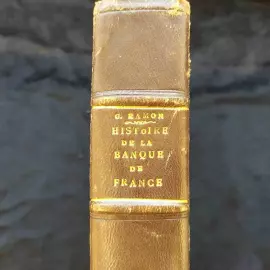 G. RAMON
HISTOIRE
DE LA
BANQUE
DE
FRANCE